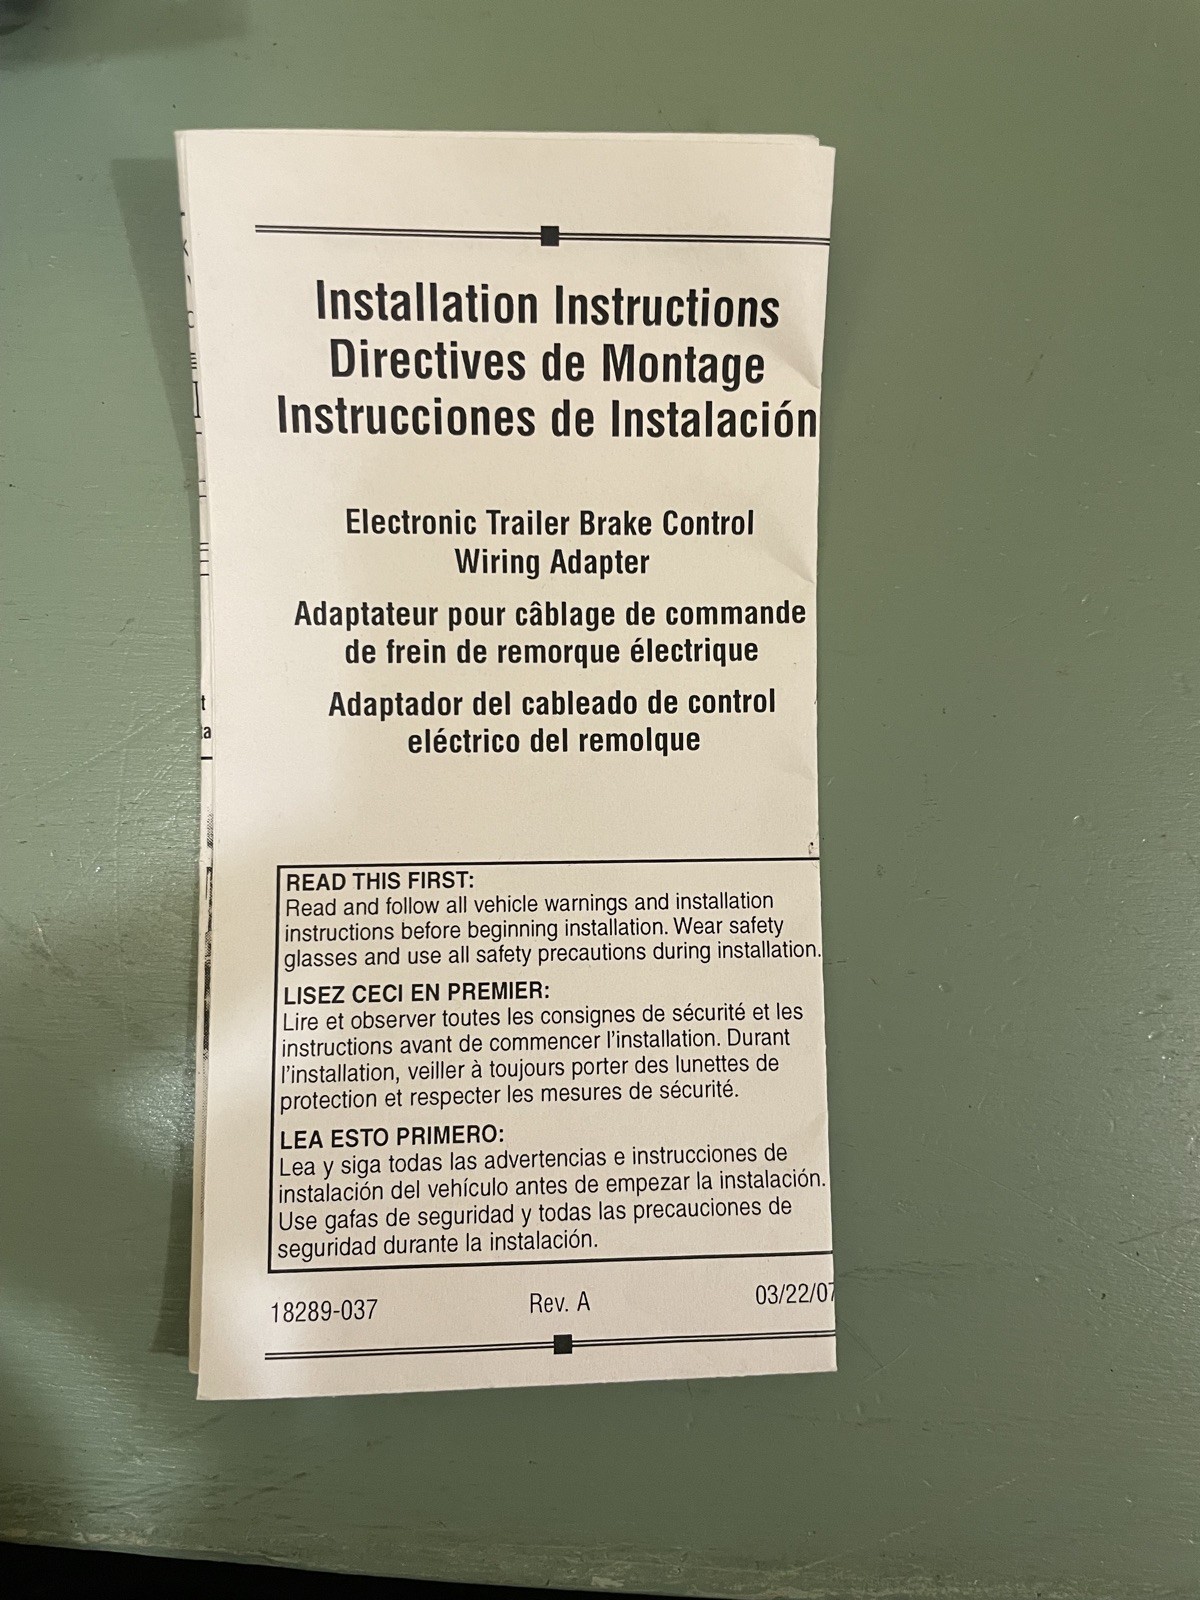 Installation Instructions
Directives de Montage
Instrucciones de Instalación
Electronic Trailer Brake Control
Wiring Adapter
Adaptateur pour câblage de commande
de frein de remorque électrique
Adaptador del cableado de control
eléctrico del remolque
READ THIS FIRST:
Read and follow all vehicle warnings and installation
instructions before beginning installation. Wear safety
glasses and use all safety precautions during installation.
LISEZ CECI EN PREMIER:
Lire et observer toutes les consignes de sécurité et les
instructions avant de commencer l'installation. Durant
l'installation, veiller à toujours porter des lunettes de
protection et respecter les mesures de sécurité.
LEA ESTO PRIMERO:
Lea y siga todas las advertencias e instrucciones de
instalación del vehículo antes de empezar la instalación.
Use gafas de seguridad y todas las precauciones de
seguridad durante la instalación.
18289-037 Rev. A 03/22/07